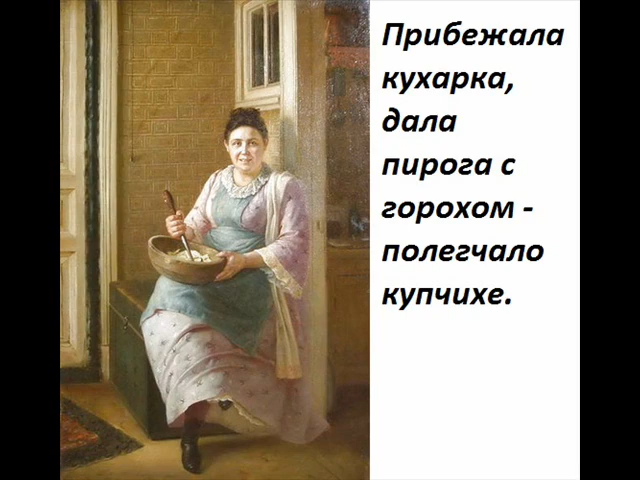 Прибежала
кухарка,
дала
пирога с
горохом -
полегчало
купчихе.